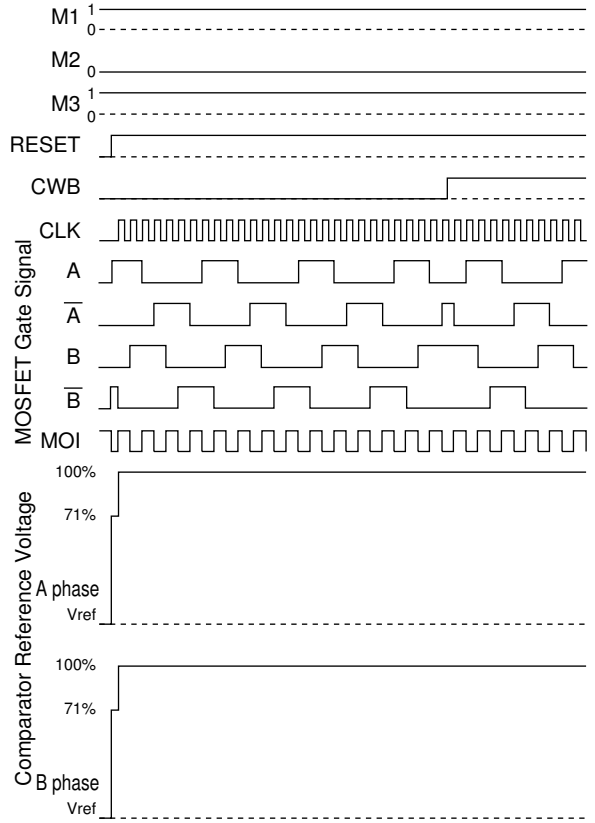 M1 1
0
M2
0
M3 1
0
RESET
CWB
CLK
MOSFET Gate Signal
A
A̅
B
B̅
MOI
Comparator Reference Voltage
100%
71%
A phase
Vref
100%
71%
B phase
Vref